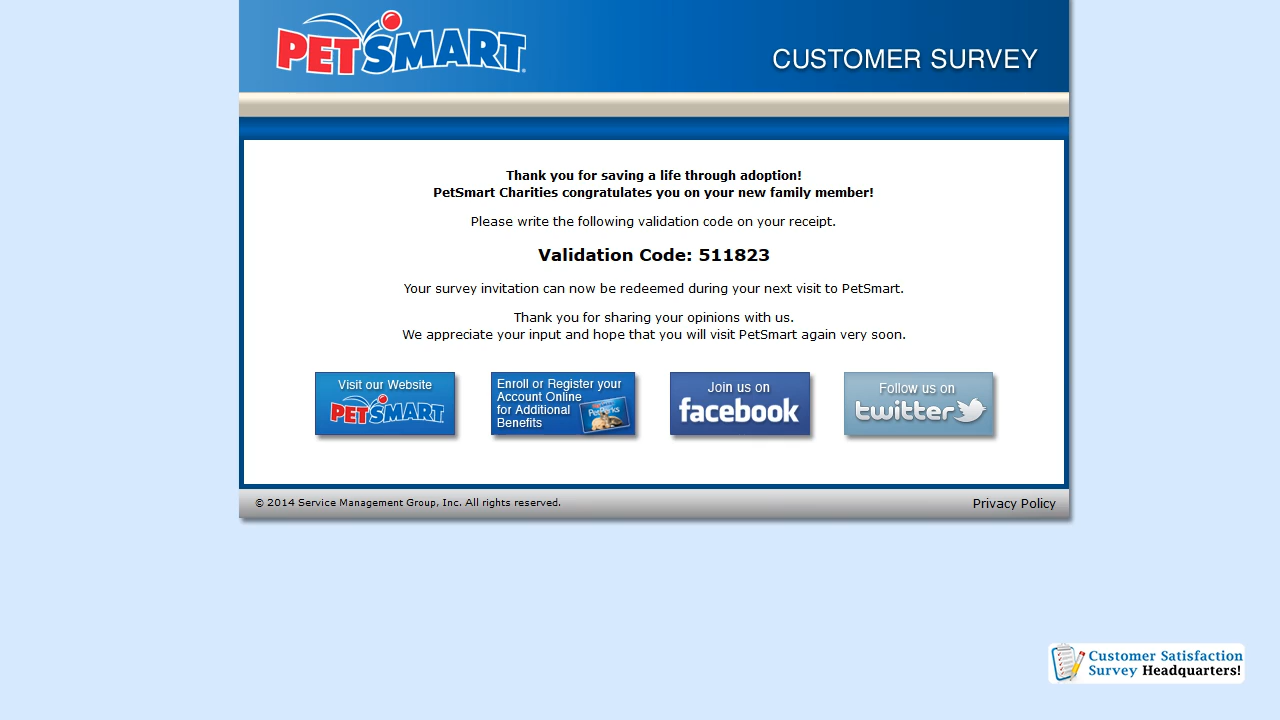 PETSMART
CUSTOMER SURVEY
Thank you for saving a life through adoption!
PetSmart Charities congratulates you on your new family member!
Please write the following validation code on your receipt.
Validation Code: 511823
Your survey invitation can now be redeemed during your next visit to PetSmart.
Thank you for sharing your opinions with us.
We appreciate your input and hope that you will visit PetSmart again very soon.
Visit our Website
PETSMART
Enroll or Register your
Account Online
for Additional
Benefits
PetPerks
Join us on
facebook
Follow us on
twitter
© 2014 Service Management Group, Inc. All rights reserved.
Privacy Policy
Customer Satisfaction
Survey Headquarters!